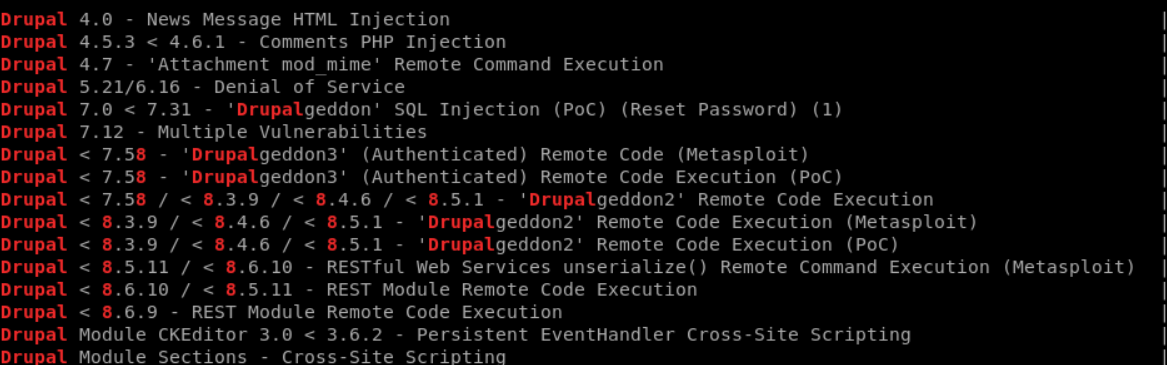 Drupal 4.0 - News Message HTML Injection
Drupal 4.5.3 < 4.6.1 - Comments PHP Injection
Drupal 4.7 - 'Attachment mod_mime' Remote Command Execution
Drupal 5.21/6.16 - Denial of Service
Drupal 7.0 < 7.31 - 'Drupalgeddon' SQL Injection (PoC) (Reset Password) (1)
Drupal 7.12 - Multiple Vulnerabilities
Drupal < 7.58 - 'Drupalgeddon3' (Authenticated) Remote Code (Metasploit)
Drupal < 7.58 - 'Drupalgeddon3' (Authenticated) Remote Code Execution (PoC)
Drupal < 7.58 / < 8.3.9 / < 8.4.6 / < 8.5.1 - 'Drupalgeddon2' Remote Code Execution
Drupal < 8.3.9 / < 8.4.6 / < 8.5.1 - 'Drupalgeddon2' Remote Code Execution (Metasploit)
Drupal < 8.3.9 / < 8.4.6 / < 8.5.1 - 'Drupalgeddon2' Remote Code Execution (PoC)
Drupal < 8.5.11 / < 8.6.10 - RESTful Web Services unserialize() Remote Command Execution (Metasploit)
Drupal < 8.6.10 / < 8.5.11 - REST Module Remote Code Execution
Drupal < 8.6.9 - REST Module Remote Code Execution
Drupal Module CKEditor 3.0 < 3.6.2 - Persistent EventHandler Cross-Site Scripting
Drupal Module Sections - Cross-Site Scripting